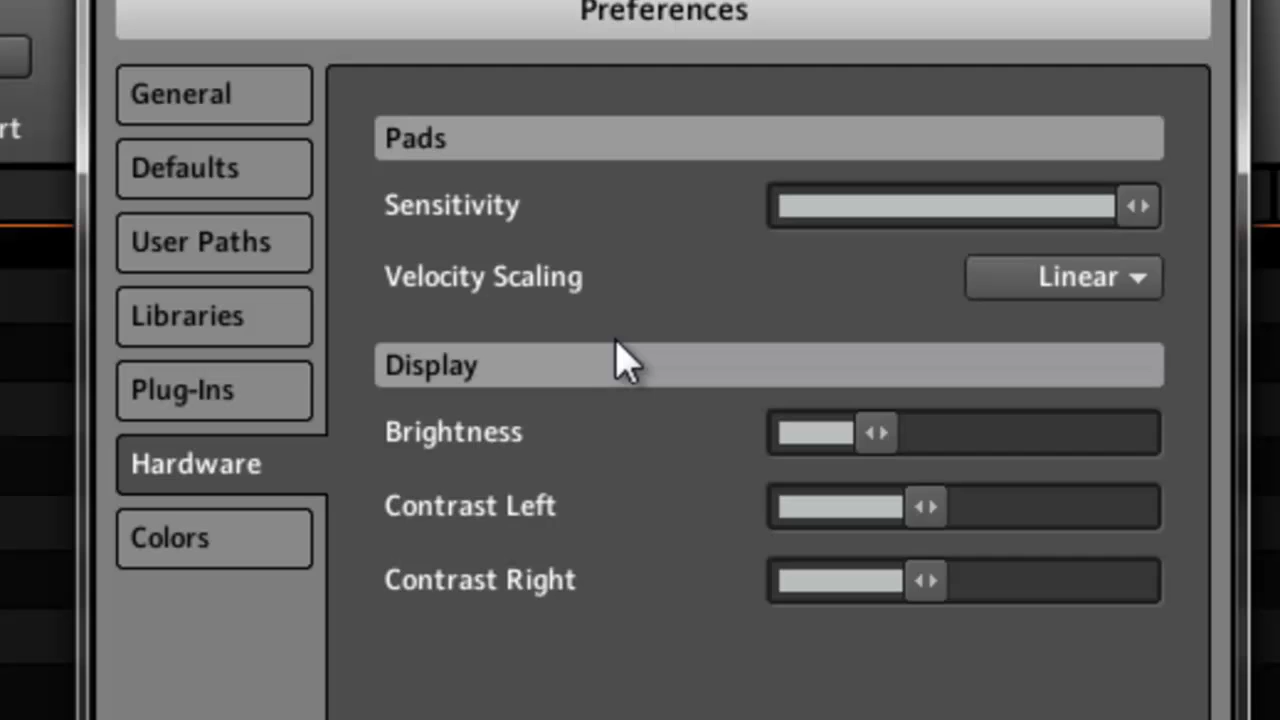 Preferences
rt
General
Defaults
User Paths
Libraries
Plug-Ins
Hardware
Colors
Pads
Sensitivity
Velocity Scaling
Linear
Display
Brightness
Contrast Left
Contrast Right